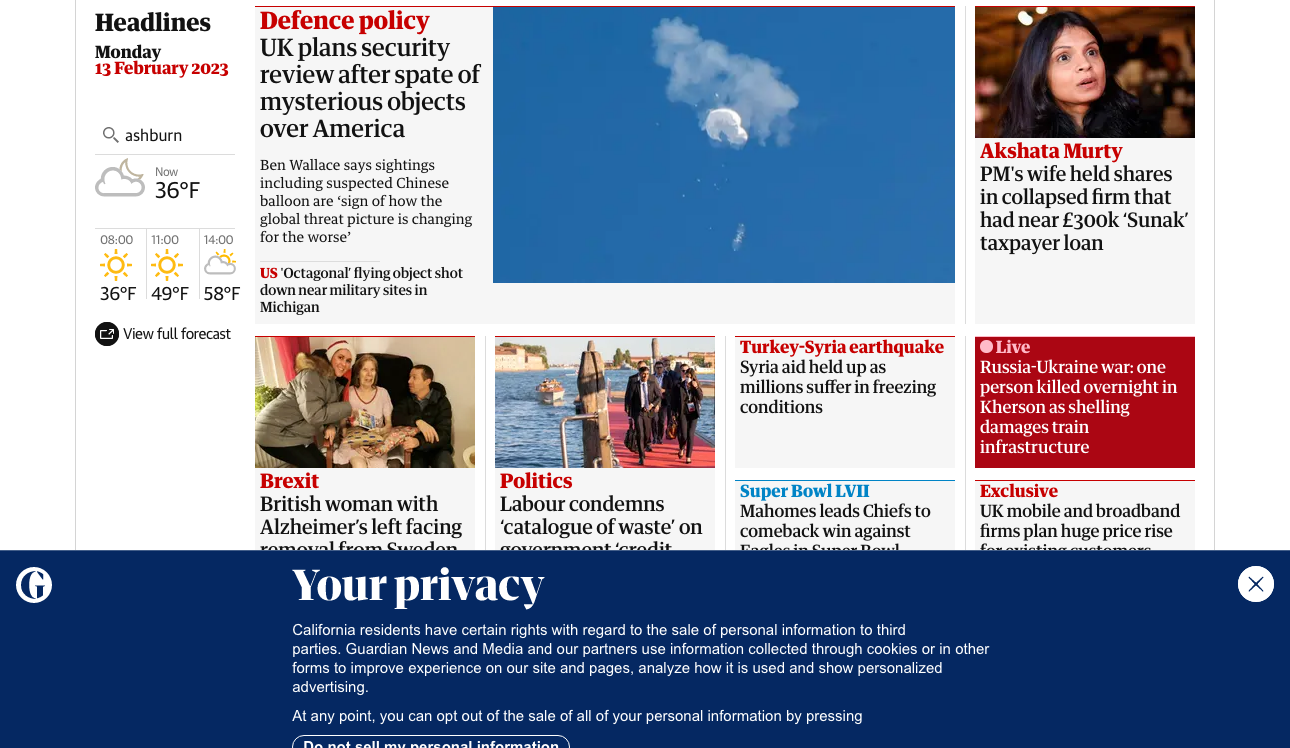 Headlines
Monday
13 February 2023
ashburn
Now
36°F
08:00
11:00
14:00
36°F
49°F
58°F
View full forecast
Defence policy
UK plans security
review after spate of
mysterious objects
over America
Ben Wallace says sightings
including suspected Chinese
balloon are ‘sign of how the
global threat picture is changing
for the worse’
US 'Octagonal' flying object shot
down near military sites in
Michigan
Akshata Murty
PM's wife held shares
in collapsed firm that
had near £300k ‘Sunak’
taxpayer loan
Brexit
British woman with
Alzheimer’s left facing
removal from Sweden
Politics
Labour condemns
‘catalogue of waste’ on
government ‘credit
Turkey-Syria earthquake
Syria aid held up as
millions suffer in freezing
conditions
Live
Russia-Ukraine war: one
person killed overnight in
Kherson as shelling
damages train
infrastructure
Super Bowl LVII
Mahomes leads Chiefs to
comeback win against
Eagles in Super Bowl
Exclusive
UK mobile and broadband
firms plan huge price rise
for existing customers
Your privacy
California residents have certain rights with regard to the sale of personal information to third
parties. Guardian News and Media and our partners use information collected through cookies or in other
forms to improve experience on our site and pages, analyze how it is used and show personalized
advertising.
At any point, you can opt out of the sale of all of your personal information by pressing
Do not sell my personal information